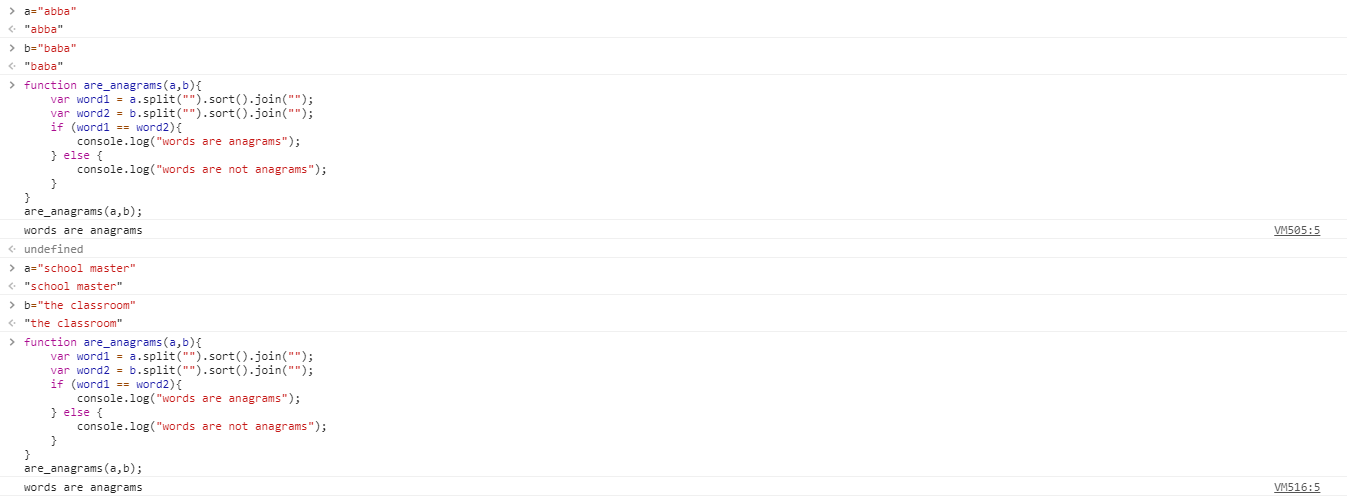 > a="abba"
<· "abba"
> b="baba"
<· "baba"
> function are_anagrams(a,b){
    var word1 = a.split("").sort().join("");
    var word2 = b.split("").sort().join("");
    if (word1 == word2){
        console.log("words are anagrams");
    } else {
        console.log("words are not anagrams");
    }
}
are_anagrams(a,b);
words are anagrams VM505:5
<· undefined
> a="school master"
<· "school master"
> b="the classroom"
<· "the classroom"
> function are_anagrams(a,b){
    var word1 = a.split("").sort().join("");
    var word2 = b.split("").sort().join("");
    if (word1 == word2){
        console.log("words are anagrams");
    } else {
        console.log("words are not anagrams");
    }
}
are_anagrams(a,b);
words are anagrams VM516:5